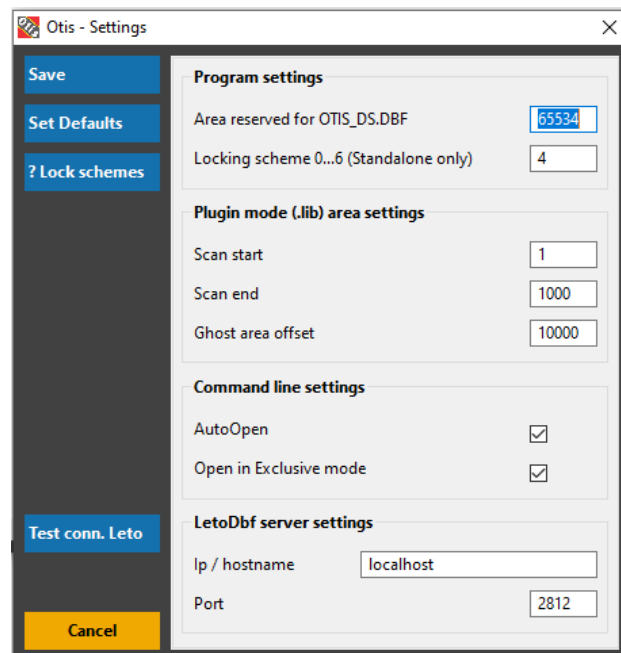 Otis - Settings
Save
Set Defaults
? Lock schemes
Test conn. Leto
Cancel
Program settings
Area reserved for OTIS_DS.DBF 65534
Locking scheme 0...6 (Standalone only) 4
Plugin mode (.lib) area settings
Scan start 1
Scan end 1000
Ghost area offset 10000
Command line settings
AutoOpen
Open in Exclusive mode
LetoDbf server settings
Ip / hostname localhost
Port 2812